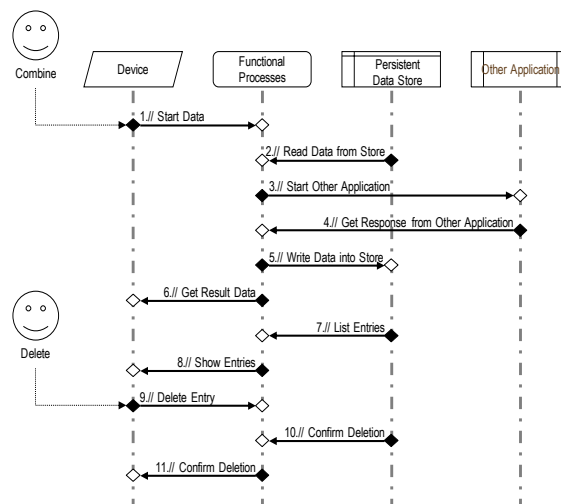 Combine
Device
Functional
Processes
Persistent
Data Store
Other Application
1.// Start Data
2.// Read Data from Store
3.// Start Other Application
4.// Get Response from Other Application
5.// Write Data into Store
6.// Get Result Data
7.// List Entries
Delete
8.// Show Entries
9.// Delete Entry
10.// Confirm Deletion
11.// Confirm Deletion